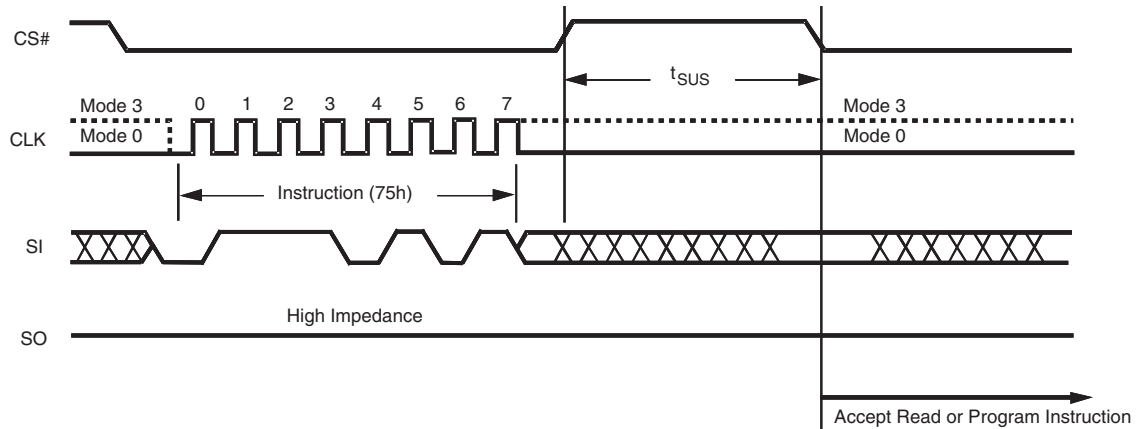 CS#
tSUS
Mode 3 0 1 2 3 4 5 6 7 Mode 3
CLK Mode 0 Mode 0
Instruction (75h)
SI
High Impedance
SO
Accept Read or Program Instruction